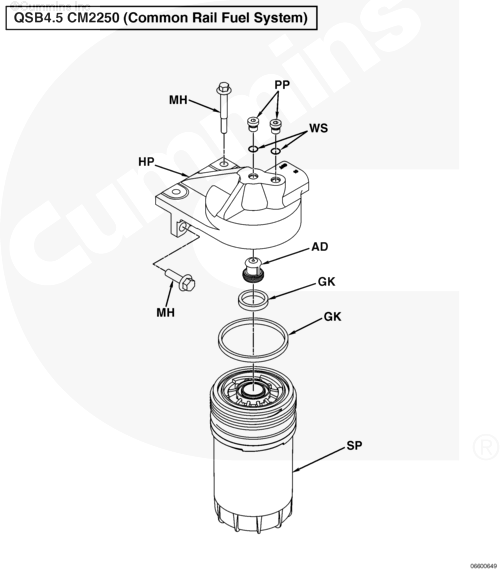 ©Cummins Inc.
QSB4.5 CM2250 (Common Rail Fuel System)
PP
MH
WS
HP
AD
GK
MH
GK
SP
Cummins
®
06600649